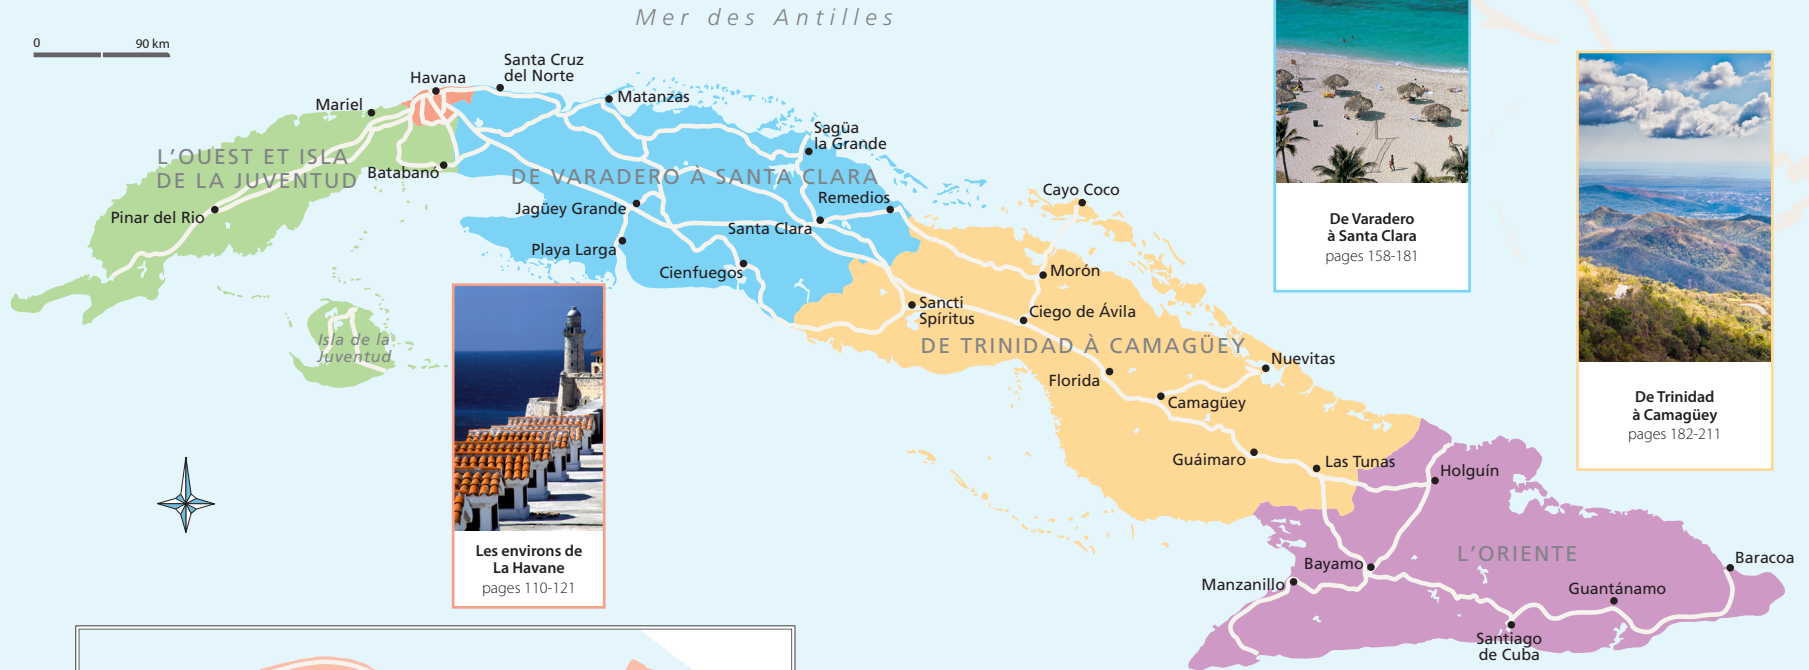 Mer des Antilles
0
90 km
Santa Cruz
del Norte
Havana
Mariel
Matanzas
Sagüa
la Grande
L’OUEST ET ISLA
DE LA JUVENTUD
Batabanó
DE VARADERO À SANTA CLARA
Cayo Coco
Pinar del Rio
Jagüey Grande
Remedios
Santa Clara
Playa Larga
Cienfuegos
Morón
Sancti
Spíritus
Ciego de Ávila
Isla de la
Juventud
DE TRINIDAD À CAMAGÜEY
Nuevitas
Florida
Camagüey
Guáimaro
Las Tunas
Holguín
L’ORIENTE
Bayamo
Baracoa
Manzanillo
Guantánamo
Santiago
de Cuba
De Varadero
à Santa Clara
pages 158-181
De Trinidad
à Camagüey
pages 182-211
Les environs de
La Havane
pages 110-121